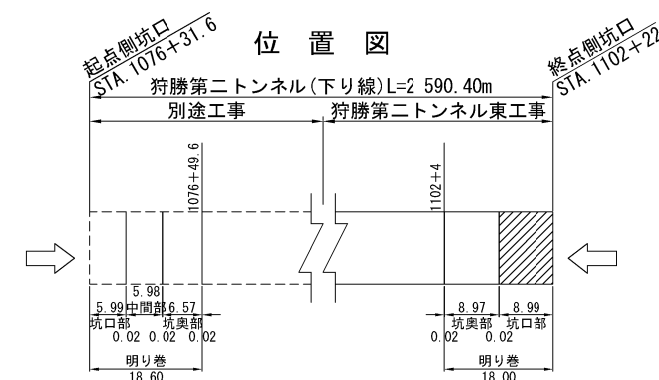 位 置 図
起点側坑口
STA.1076+31.6
終点側坑口
STA.1102+22
狩勝第二トンネル(下り線)L=2 590.40m
別途工事
狩勝第二トンネル東工事
1076+49.6
1102+4
5.98
5.99 中間部 6.57
坑口部 坑奥部
0.02 0.02 0.02
8.97 8.99
坑奥部 坑口部
0.02 0.02
明り巻
18.60
明り巻
18.00